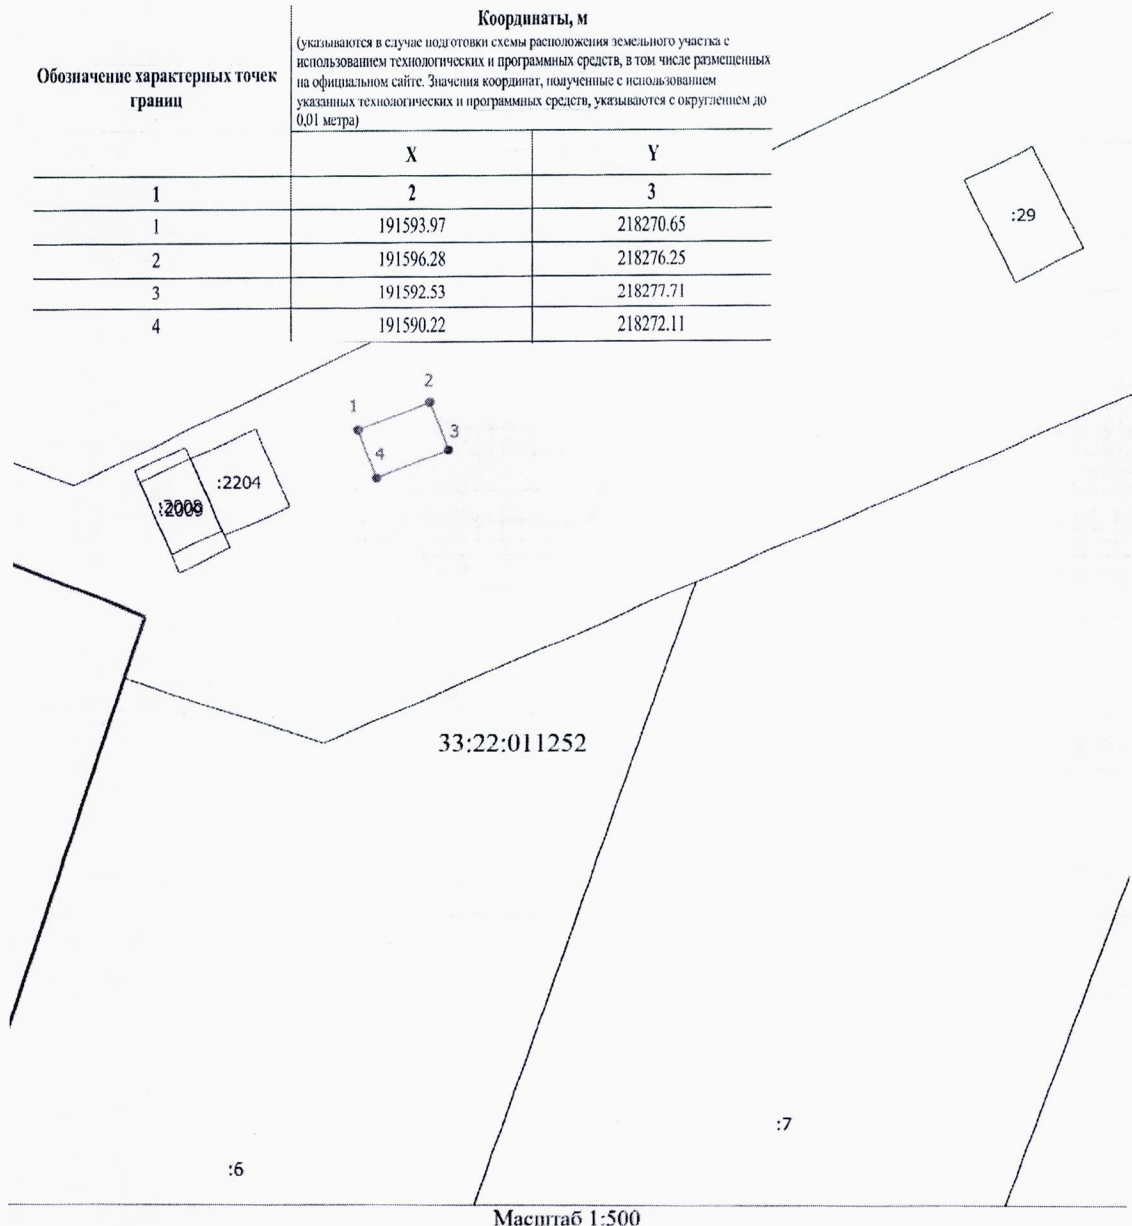 Координаты, м
(указываются в случае подготовки схемы расположения земельного участка с
использованием технологических и программных средств, в том числе размещенных
на официальном сайте. Значения координат, полученные с использованием
указанных технологических и программных средств, указываются с округлением до
0,01 метра)
Обозначение характерных точек
границ
X Y
1 2 3
1 191593.97 218270.65
2 191596.28 218276.25
3 191592.53 218277.71
4 191590.22 218272.11
:29
2
1
3
4
:2204
33:22:011252
:7
:6
Масштаб 1:500